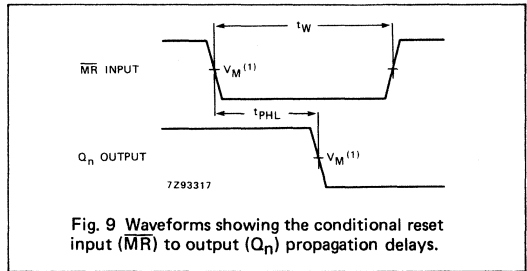 tW
MR INPUT
VM(1)
tPHL
Qn OUTPUT
VM(1)
7Z93317
Fig. 9 Waveforms showing the conditional reset
input (MR) to output (Qn) propagation delays.